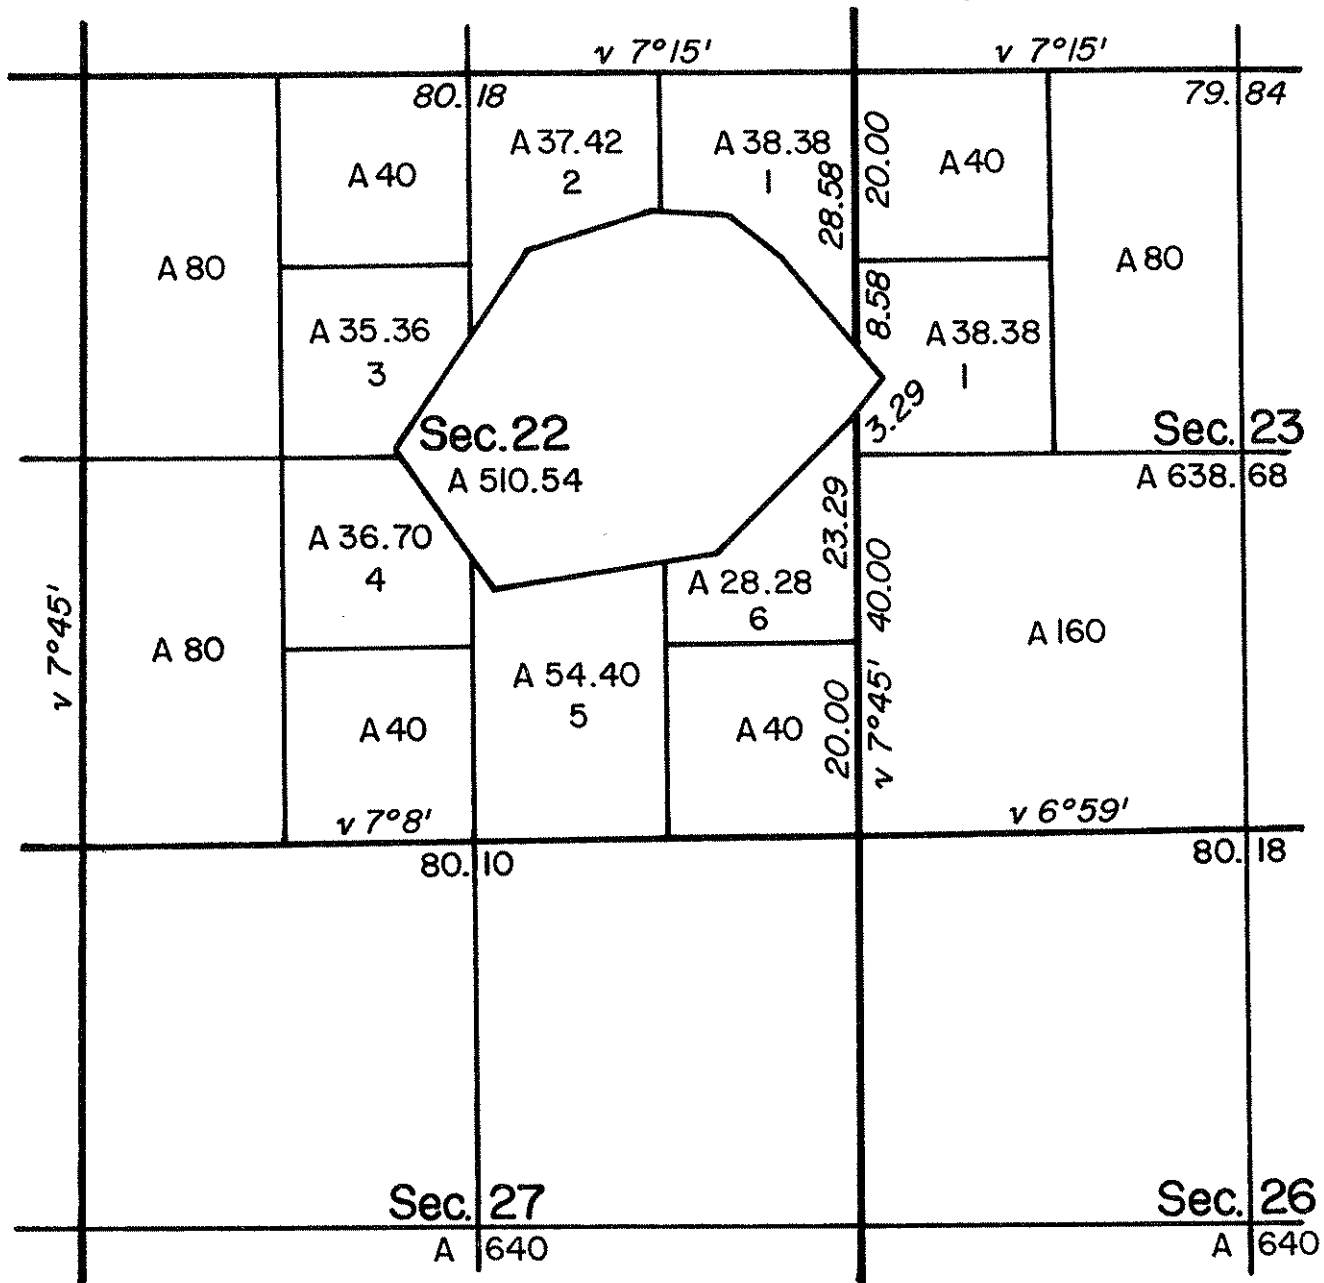 v 7°15'
v 7°15'
80.18
79.84
A 37.42
2
A 38.38
1
28.58
20.00
A 40
A 40
A 80
A 80
A 35.36
3
8.58
A 38.38
1
3.29
Sec. 22
A 510.54
Sec. 23
A 638.68
23.29
40.00
A 36.70
4
A 28.28
6
v 7°45'
A 80
A 160
A 54.40
5
A 40
A 40
20.00
v 7°45'
v 7°8'
v 6°59'
80.10
80.18
Sec. 27
A 640
Sec. 26
A 640